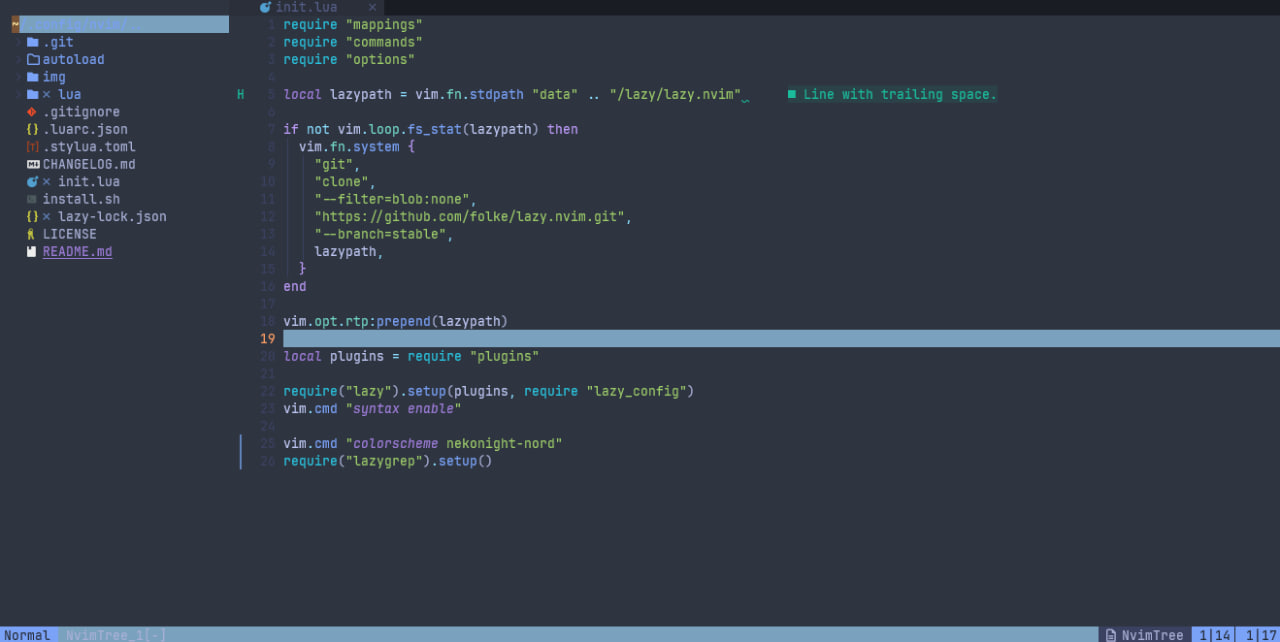 init.lua ×
~/.config/nvim/..
.git
autoload
img
× lua
.gitignore
{} .luarc.json
[T] .stylua.toml
CHANGELOG.md
× init.lua
install.sh
{} × lazy-lock.json
LICENSE
README.md
1 require "mappings"
2 require "commands"
3 require "options"
4
H 5 local lazypath = vim.fn.stdpath "data" .. "/lazy/lazy.nvim" ■ Line with trailing space.
6
7 if not vim.loop.fs_stat(lazypath) then
8 vim.fn.system {
9 "git",
10 "clone",
11 "--filter=blob:none",
12 "https://github.com/folke/lazy.nvim.git",
13 "--branch=stable",
14 lazypath,
15 }
16 end
17
18 vim.opt.rtp:prepend(lazypath)
19
20 local plugins = require "plugins"
21
22 require("lazy").setup(plugins, require "lazy_config")
23 vim.cmd "syntax enable"
24
25 vim.cmd "colorscheme nekonight-nord"
26 require("lazygrep").setup()
Normal NvimTree_1[-] NvimTree 1|14 1|17